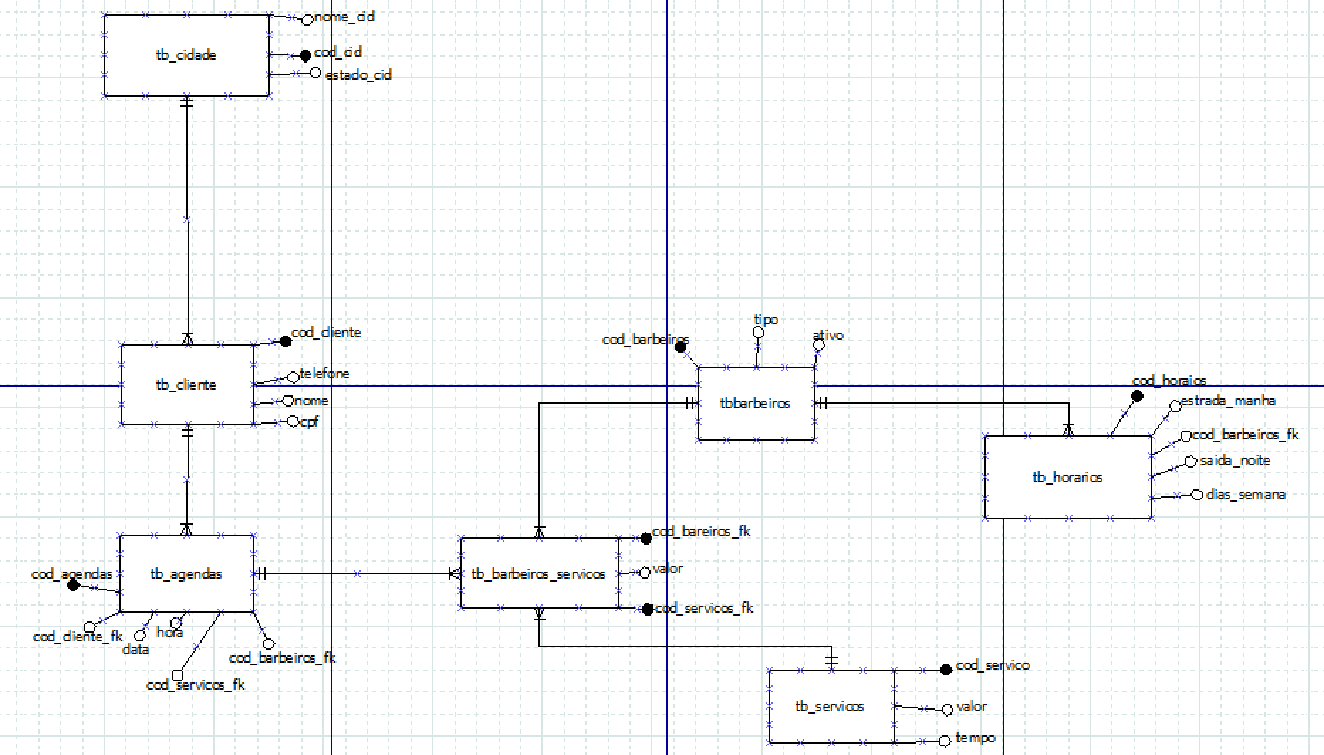 nome_cid
tb_cidade
cod_cid
estado_cid
cod_cliente
telefone
tb_cliente
nome
cpf
tipo
cod_barbeiros
ativo
tbbarbeiros
cod_horaios
estrada_manha
cod_barbeiros_fk
saida_noite
tb_horarios
dias_semana
cod_agendas
tb_agendas
cod_cliente_fk
data
hora
cod_servicos_fk
cod_barbeiros_fk
cod_bareiros_fk
tb_barbeiros_servicos
valor
cod_servicos_fk
cod_servico
tb_servicos
valor
tempo